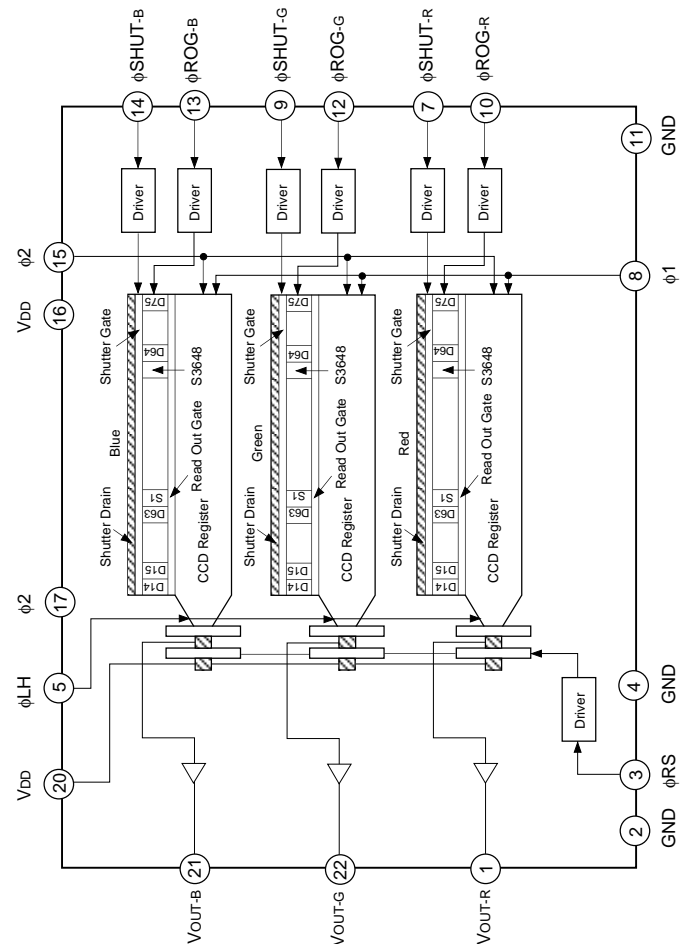 φSHUT-B
φROG-B
φSHUT-G
φROG-G
φSHUT-R
φROG-R
14
13
9
12
7
10
11
GND
Driver
Driver
Driver
Driver
Driver
Driver
φ2
15
8
φ1
VDD
16
D75
D64
Shutter Gate
S3648
Blue
Read Out Gate
S1
D63
Shutter Drain
CCD Register
D15
D14
D75
D64
Shutter Gate
S3648
Green
Read Out Gate
S1
D63
Shutter Drain
CCD Register
D15
D14
D75
D64
Shutter Gate
S3648
Red
Read Out Gate
S1
D63
Shutter Drain
CCD Register
D15
D14
φ2
17
φLH
5
4
GND
Driver
VDD
20
3
φRS
2
GND
21
22
1
VOUT-B
VOUT-G
VOUT-R